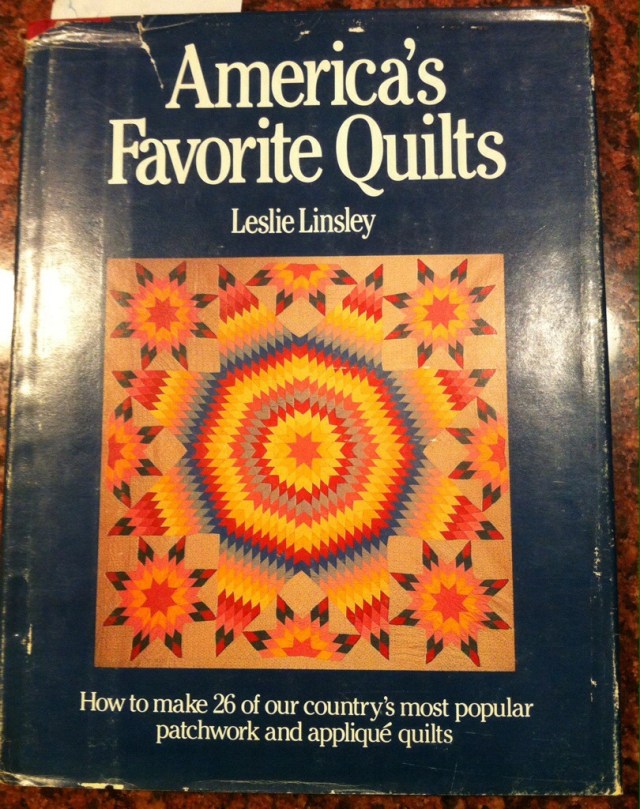 America's
Favorite Quilts
Leslie Linsley
How to make 26 of our country's most popular
patchwork and appliqué quilts